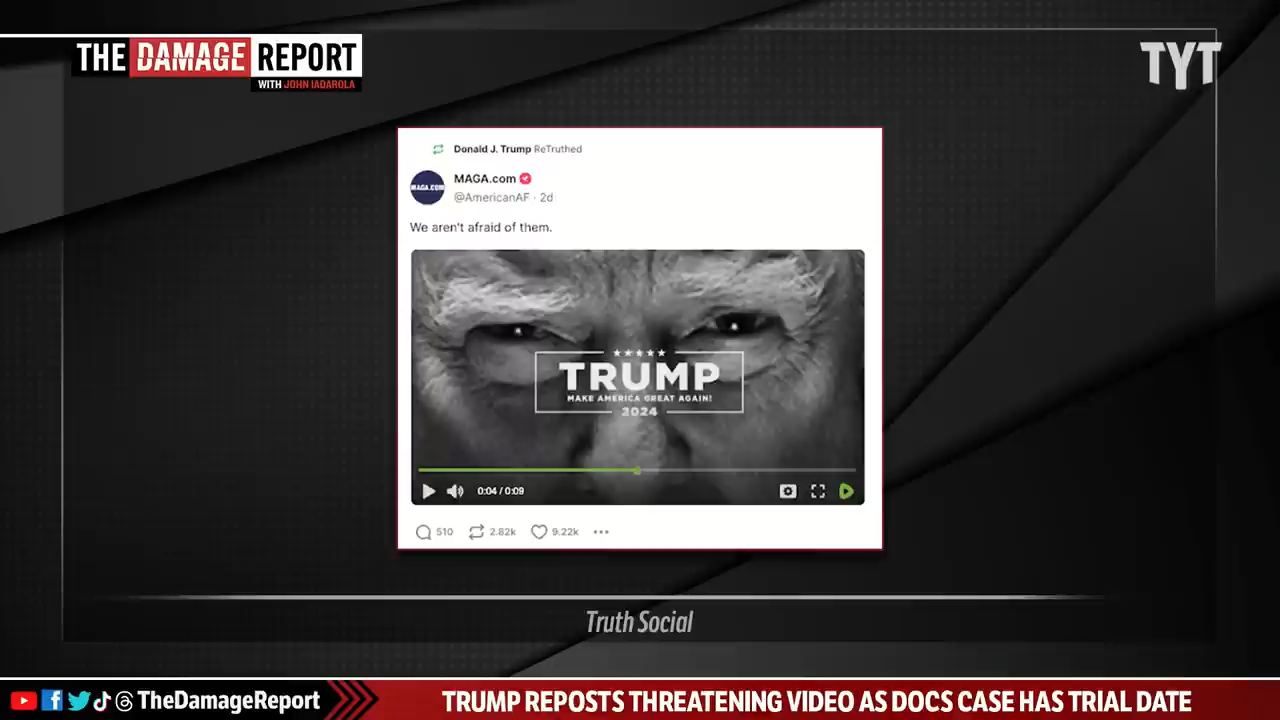 THE DAMAGE REPORT
WITH JOHN IADAROLA
TYT
Donald J. Trump ReTruthed
MAGA.COM
MAGA.com
@AmericanAF · 2d
We aren't afraid of them.
TRUMP
MAKE AMERICA GREAT AGAIN!
2024
0:04 / 0:09
510 2.82k 9.22k
Truth Social
TheDamageReport
TRUMP REPOSTS THREATENING VIDEO AS DOCS CASE HAS TRIAL DATE